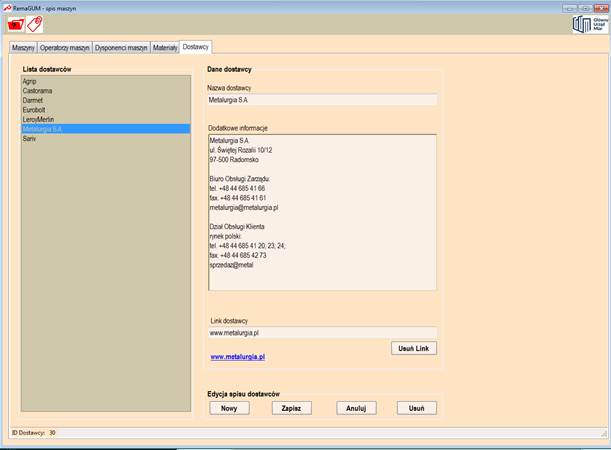 RemaGUM - spis maszyn
Główny
Urząd
Miar
Maszyny
Operatorzy maszyn
Dysponenci maszyn
Materiały
Dostawcy
Lista dostawców
Agrip
Castorama
Darmet
Eurobolt
LeroyMerlin
Metalurgia S.A.
Sariv
Dane dostawcy
Nazwa dostawcy
Metalurgia S.A.
Dodatkowe informacje
Metalurgia S.A.
ul. Świętej Rozalii 10/12
97-500 Radomsko
Biuro Obsługi Zarządu:
tel. +48 44 685 41 66
fax. +48 44 685 41 61
metalurgia@metalurgia.pl
Dział Obsługi Klienta
rynek polski:
tel. +48 44 685 41 20; 23; 24;
fax. +48 44 685 42 73
sprzedaz@metal
Link dostawcy
www.metalurgia.pl
Usuń Link
www.metalurgia.pl
Edycja spisu dostawców
Nowy
Zapisz
Anuluj
Usuń
ID Dostawcy: 30